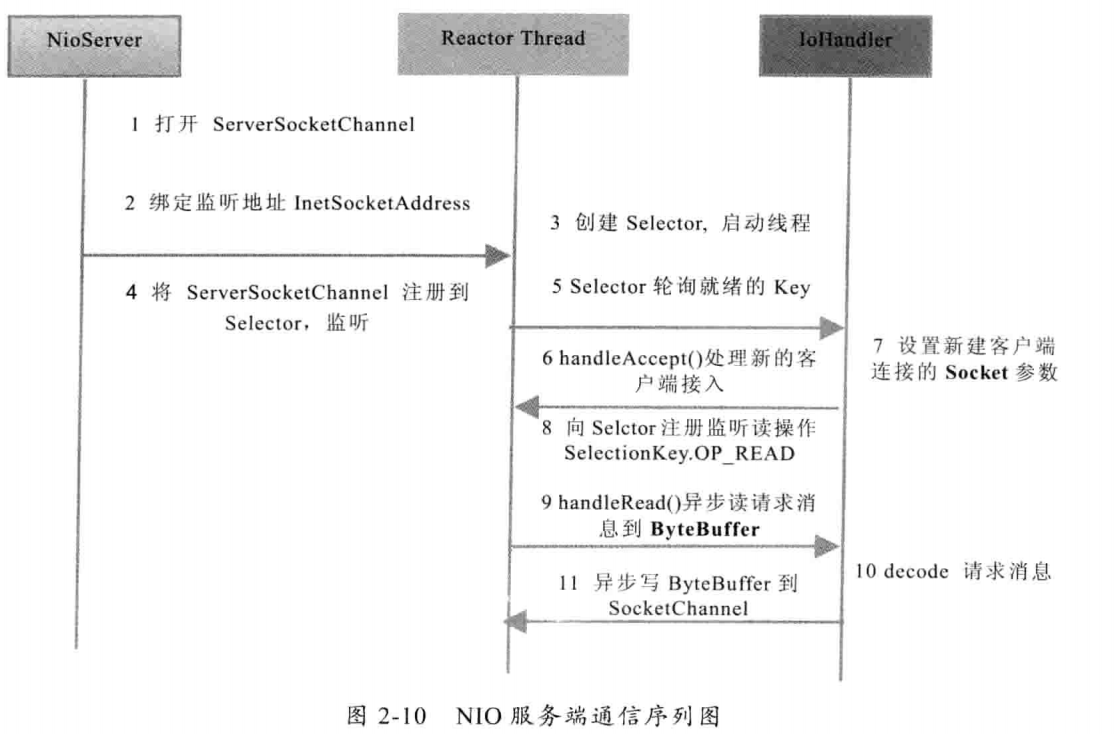 NioServer
Reactor Thread
IoHandler
1 打开 ServerSocketChannel
2 绑定监听地址 InetSocketAddress
3 创建 Selector, 启动线程
4 将 ServerSocketChannel 注册到
Selector，监听
5 Selector 轮询就绪的 Key
6 handleAccept()处理新的客
户端接入
7 设置新建客户端
连接的 Socket 参数
8 向 Selctor 注册监听读操作
SelectionKey.OP_READ
9 handleRead()异步读请求消
息到 ByteBuffer
10 decode 请求消息
11 异步写 ByteBuffer 到
SocketChannel
图 2-10 NIO 服务端通信序列图